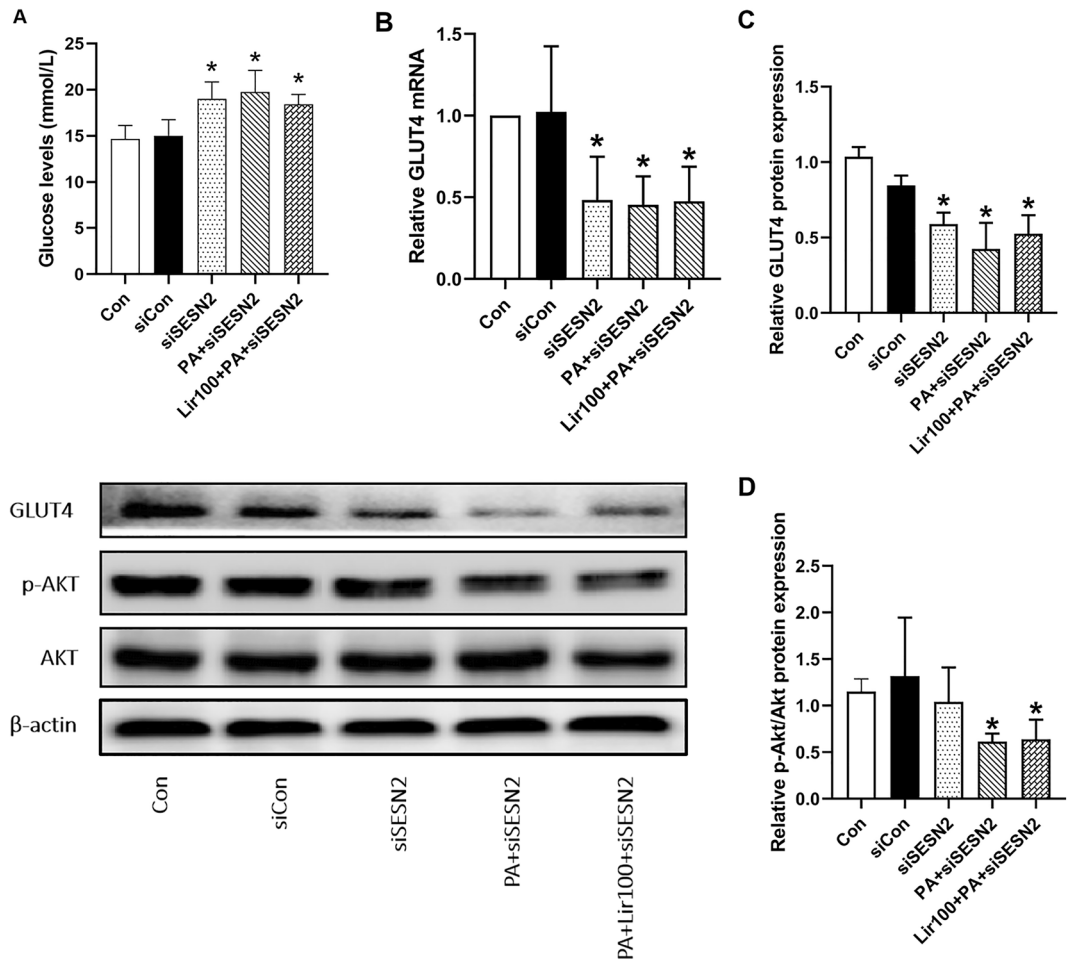 A
Glucose levels (mmol/L)
25
20
15
10
5
0
*
*
*
Con
siCon
siSESN2
PA+siSESN2
Lir100+PA+siSESN2
B
Relative GLUT4 mRNA
1.5
1.0
0.5
0.0
*
*
*
Con
siCon
siSESN2
PA+siSESN2
Lir100+PA+siSESN2
C
Relative GLUT4 protein expression
1.5
1.0
0.5
0.0
*
*
*
Con
siCon
siSESN2
PA+siSESN2
Lir100+PA+siSESN2
GLUT4
p-AKT
AKT
β-actin
Con
siCon
siSESN2
PA+siSESN2
PA+Lir100+siSESN2
D
Relative p-Akt/Akt protein expression
2.5
2.0
1.5
1.0
0.5
0.0
*
*
Con
siCon
siSESN2
PA+siSESN2
Lir100+PA+siSESN2